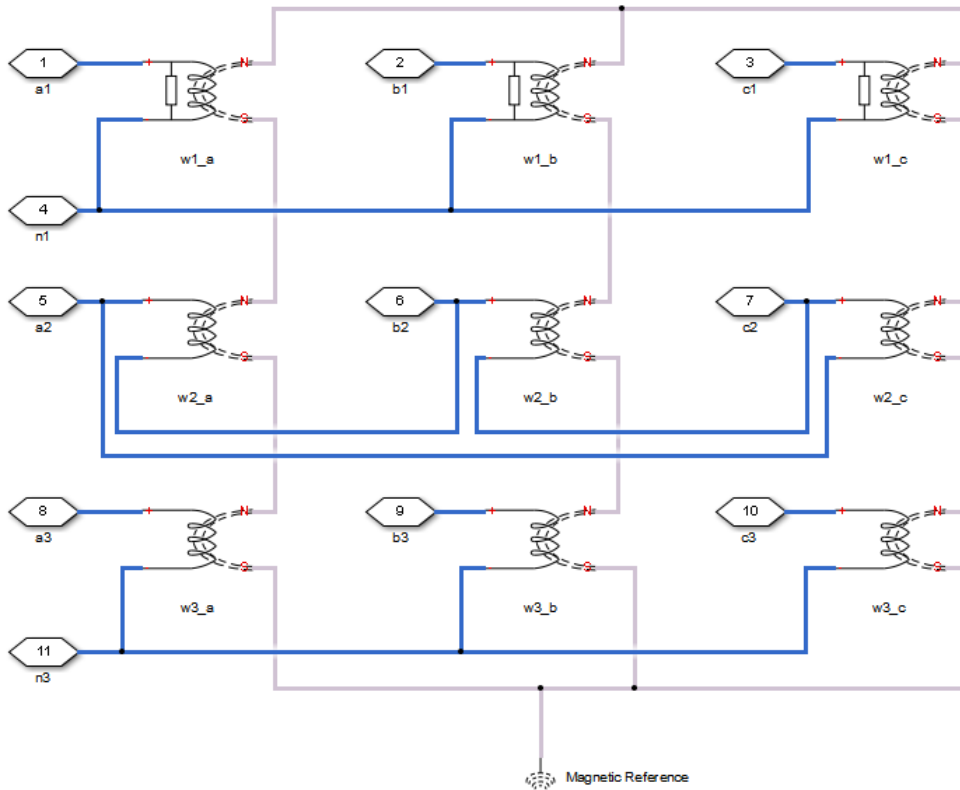 1 2 3
+ N + N + N
a1 b1 c1
S S S
w1_a w1_b w1_c
4
n1
5 6 7
+ N + N + N
a2 b2 c2
S S S
w2_a w2_b w2_c
8 9 10
+ N + N + N
a3 b3 c3
S S S
w3_a w3_b w3_c
11
n3
Magnetic Reference